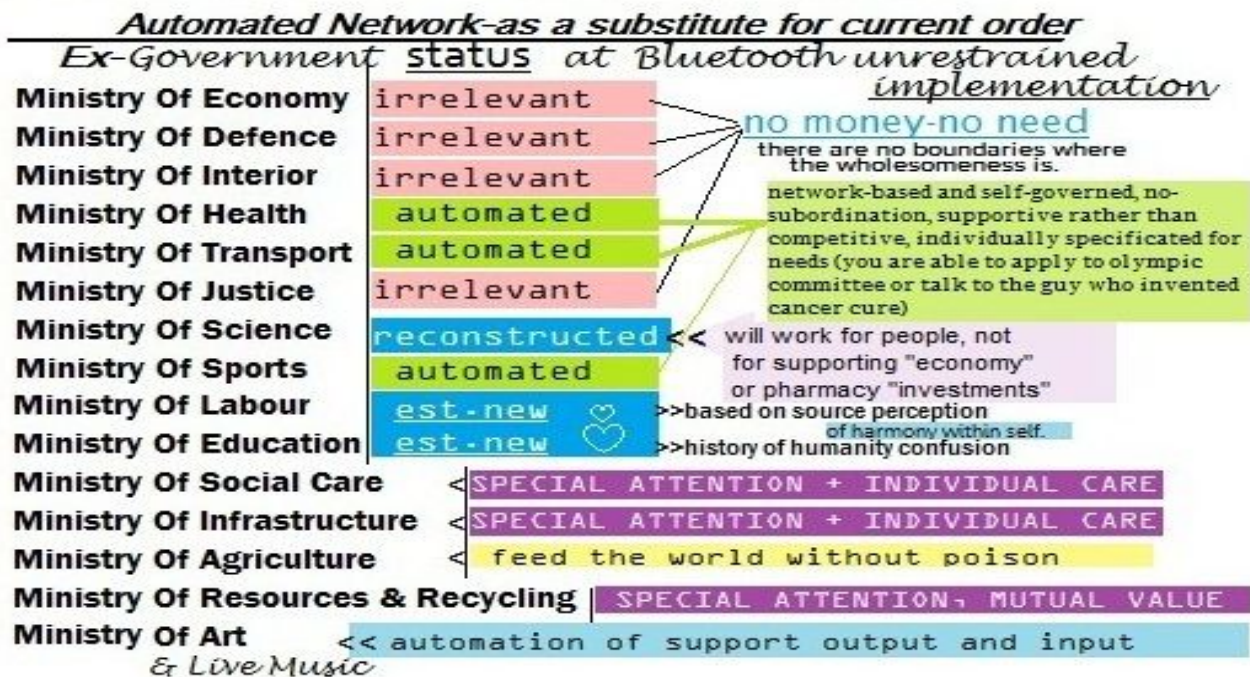 Automated Network-as a substitute for current order
Ex-Government status at Bluetooth unrestrained
implementation
Ministry Of Economy irrelevant
no money-no need
Ministry Of Defence irrelevant
there are no boundaries where
the wholesomeness is.
Ministry Of Interior irrelevant
network-based and self-governed, no-
subordination, supportive rather than
competitive, individually specificated for
needs (you are able to apply to olympic
committee or talk to the guy who invented
cancer cure)
Ministry Of Health automated
Ministry Of Transport automated
Ministry Of Justice irrelevant
Ministry Of Science reconstructed << will work for people, not
for supporting "economy"
or pharmacy "investments"
Ministry Of Sports automated
Ministry Of Labour est.new >>based on source perception
of harmony within self.
Ministry Of Education est.new >>history of humanity confusion
Ministry Of Social Care <SPECIAL ATTENTION + INDIVIDUAL CARE
Ministry Of Infrastructure <SPECIAL ATTENTION + INDIVIDUAL CARE
Ministry Of Agriculture < feed the world without poison
Ministry Of Resources & Recycling SPECIAL ATTENTION, MUTUAL VALUE
Ministry Of Art << automation of support output and input
& Live Music